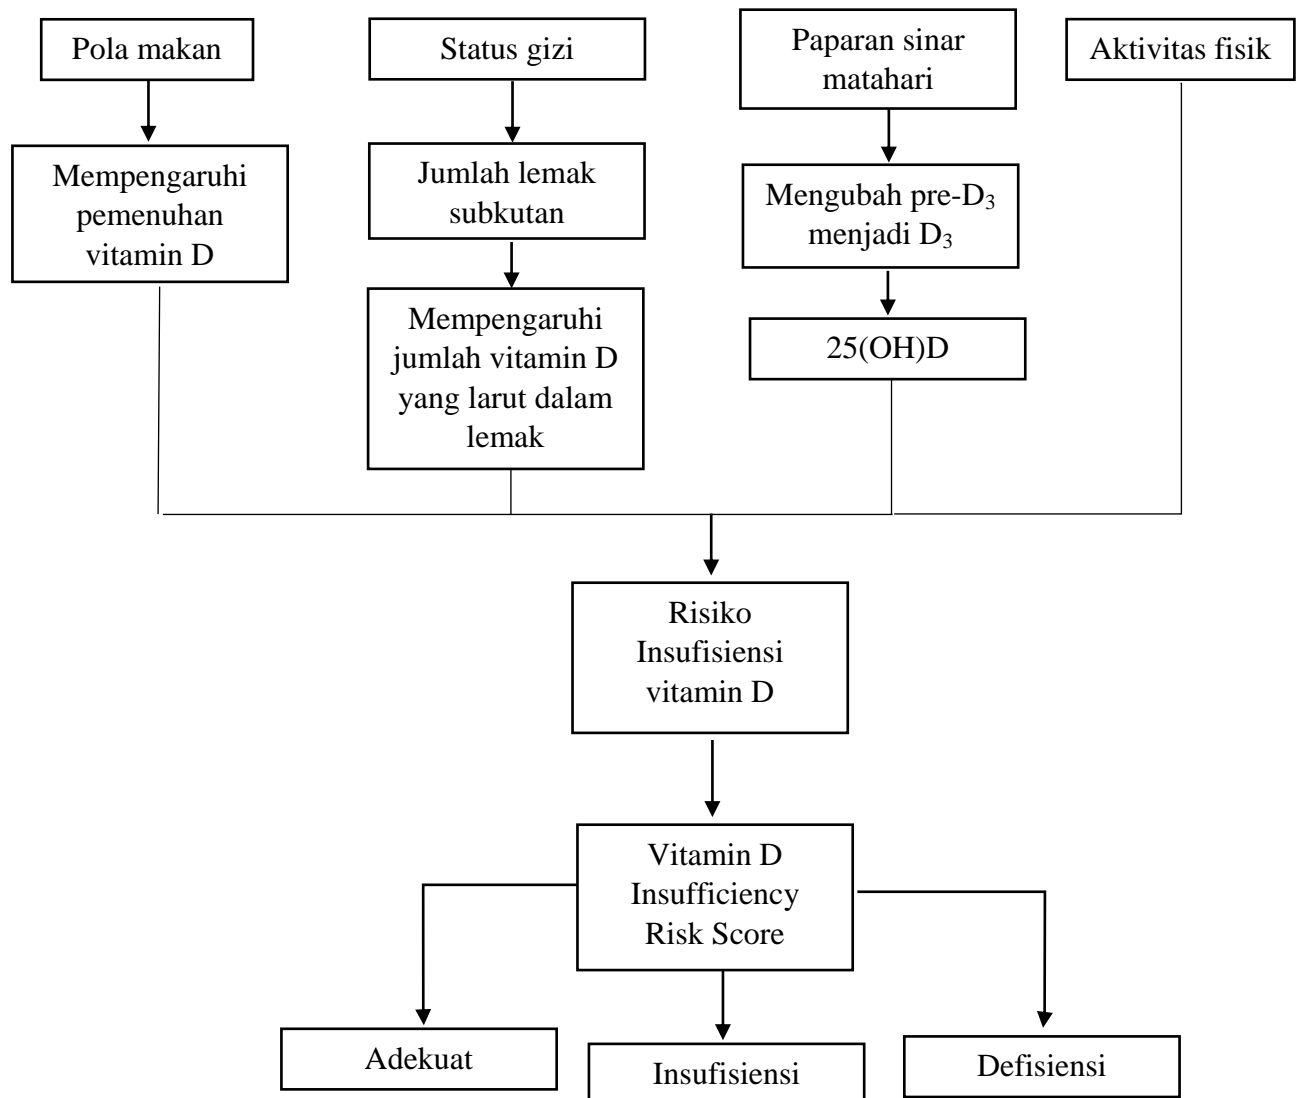 Pola makan
Status gizi
Paparan sinar
matahari
Aktivitas fisik
Mempengaruhi
pemenuhan
vitamin D
Jumlah lemak
subkutan
Mengubah pre-D₃
menjadi D₃
Mempengaruhi
jumlah vitamin D
yang larut dalam
lemak
25(OH)D
Risiko
Insufisiensi
vitamin D
Vitamin D
Insufficiency
Risk Score
Adekuat
Insufisiensi
Defisiensi